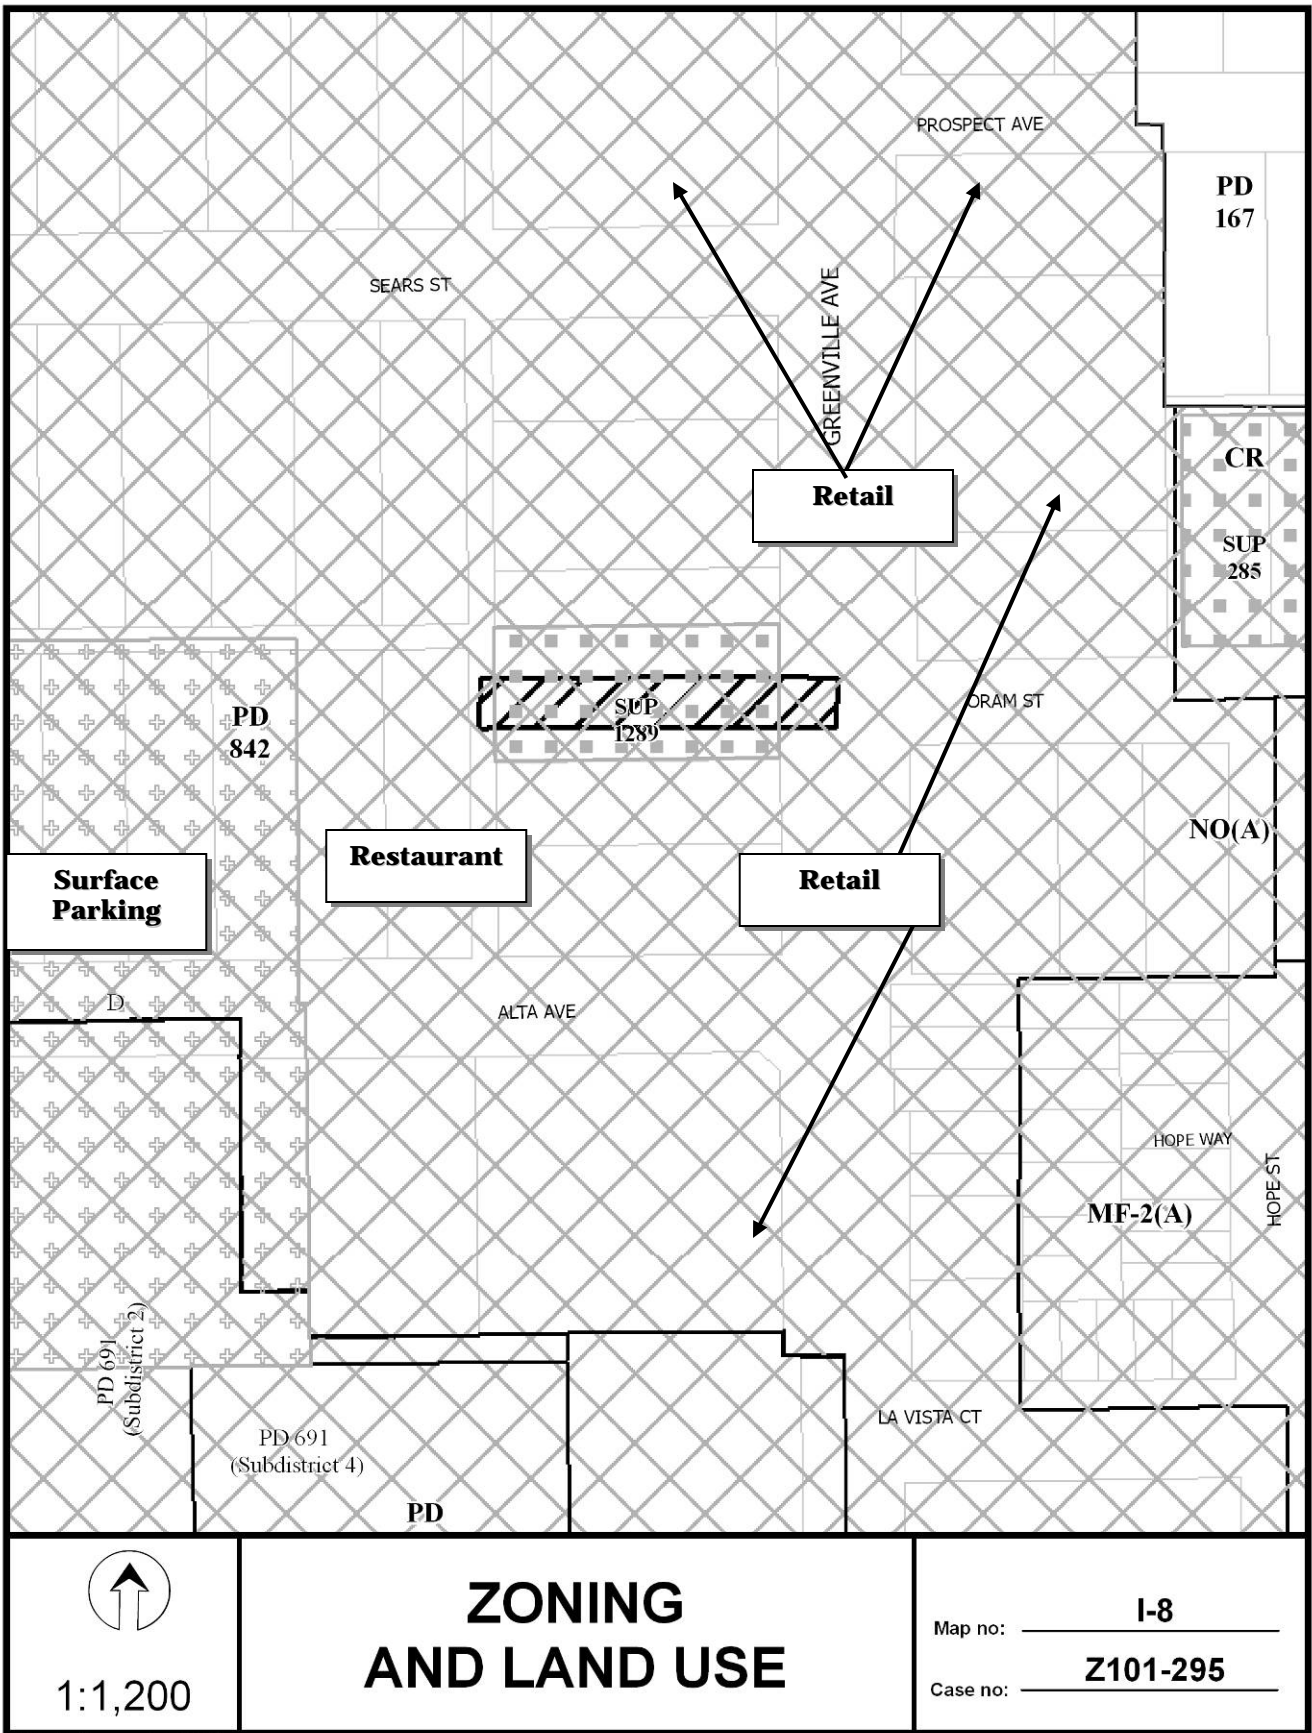 PROSPECT AVE
PD
167
SEARS ST
GREENVILLE AVE
CR
Retail
SUP
285
PD
842
SUP
1289
ORAM ST
NO(A)
Restaurant
Surface
Parking
Retail
D
ALTA AVE
HOPE WAY
HOPE ST
MF-2(A)
PD 691
(Subdistrict 2)
LA VISTA CT
PD 691
(Subdistrict 4)
PD
1:1,200
ZONING
AND LAND USE
Map no: I-8
Case no: Z101-295